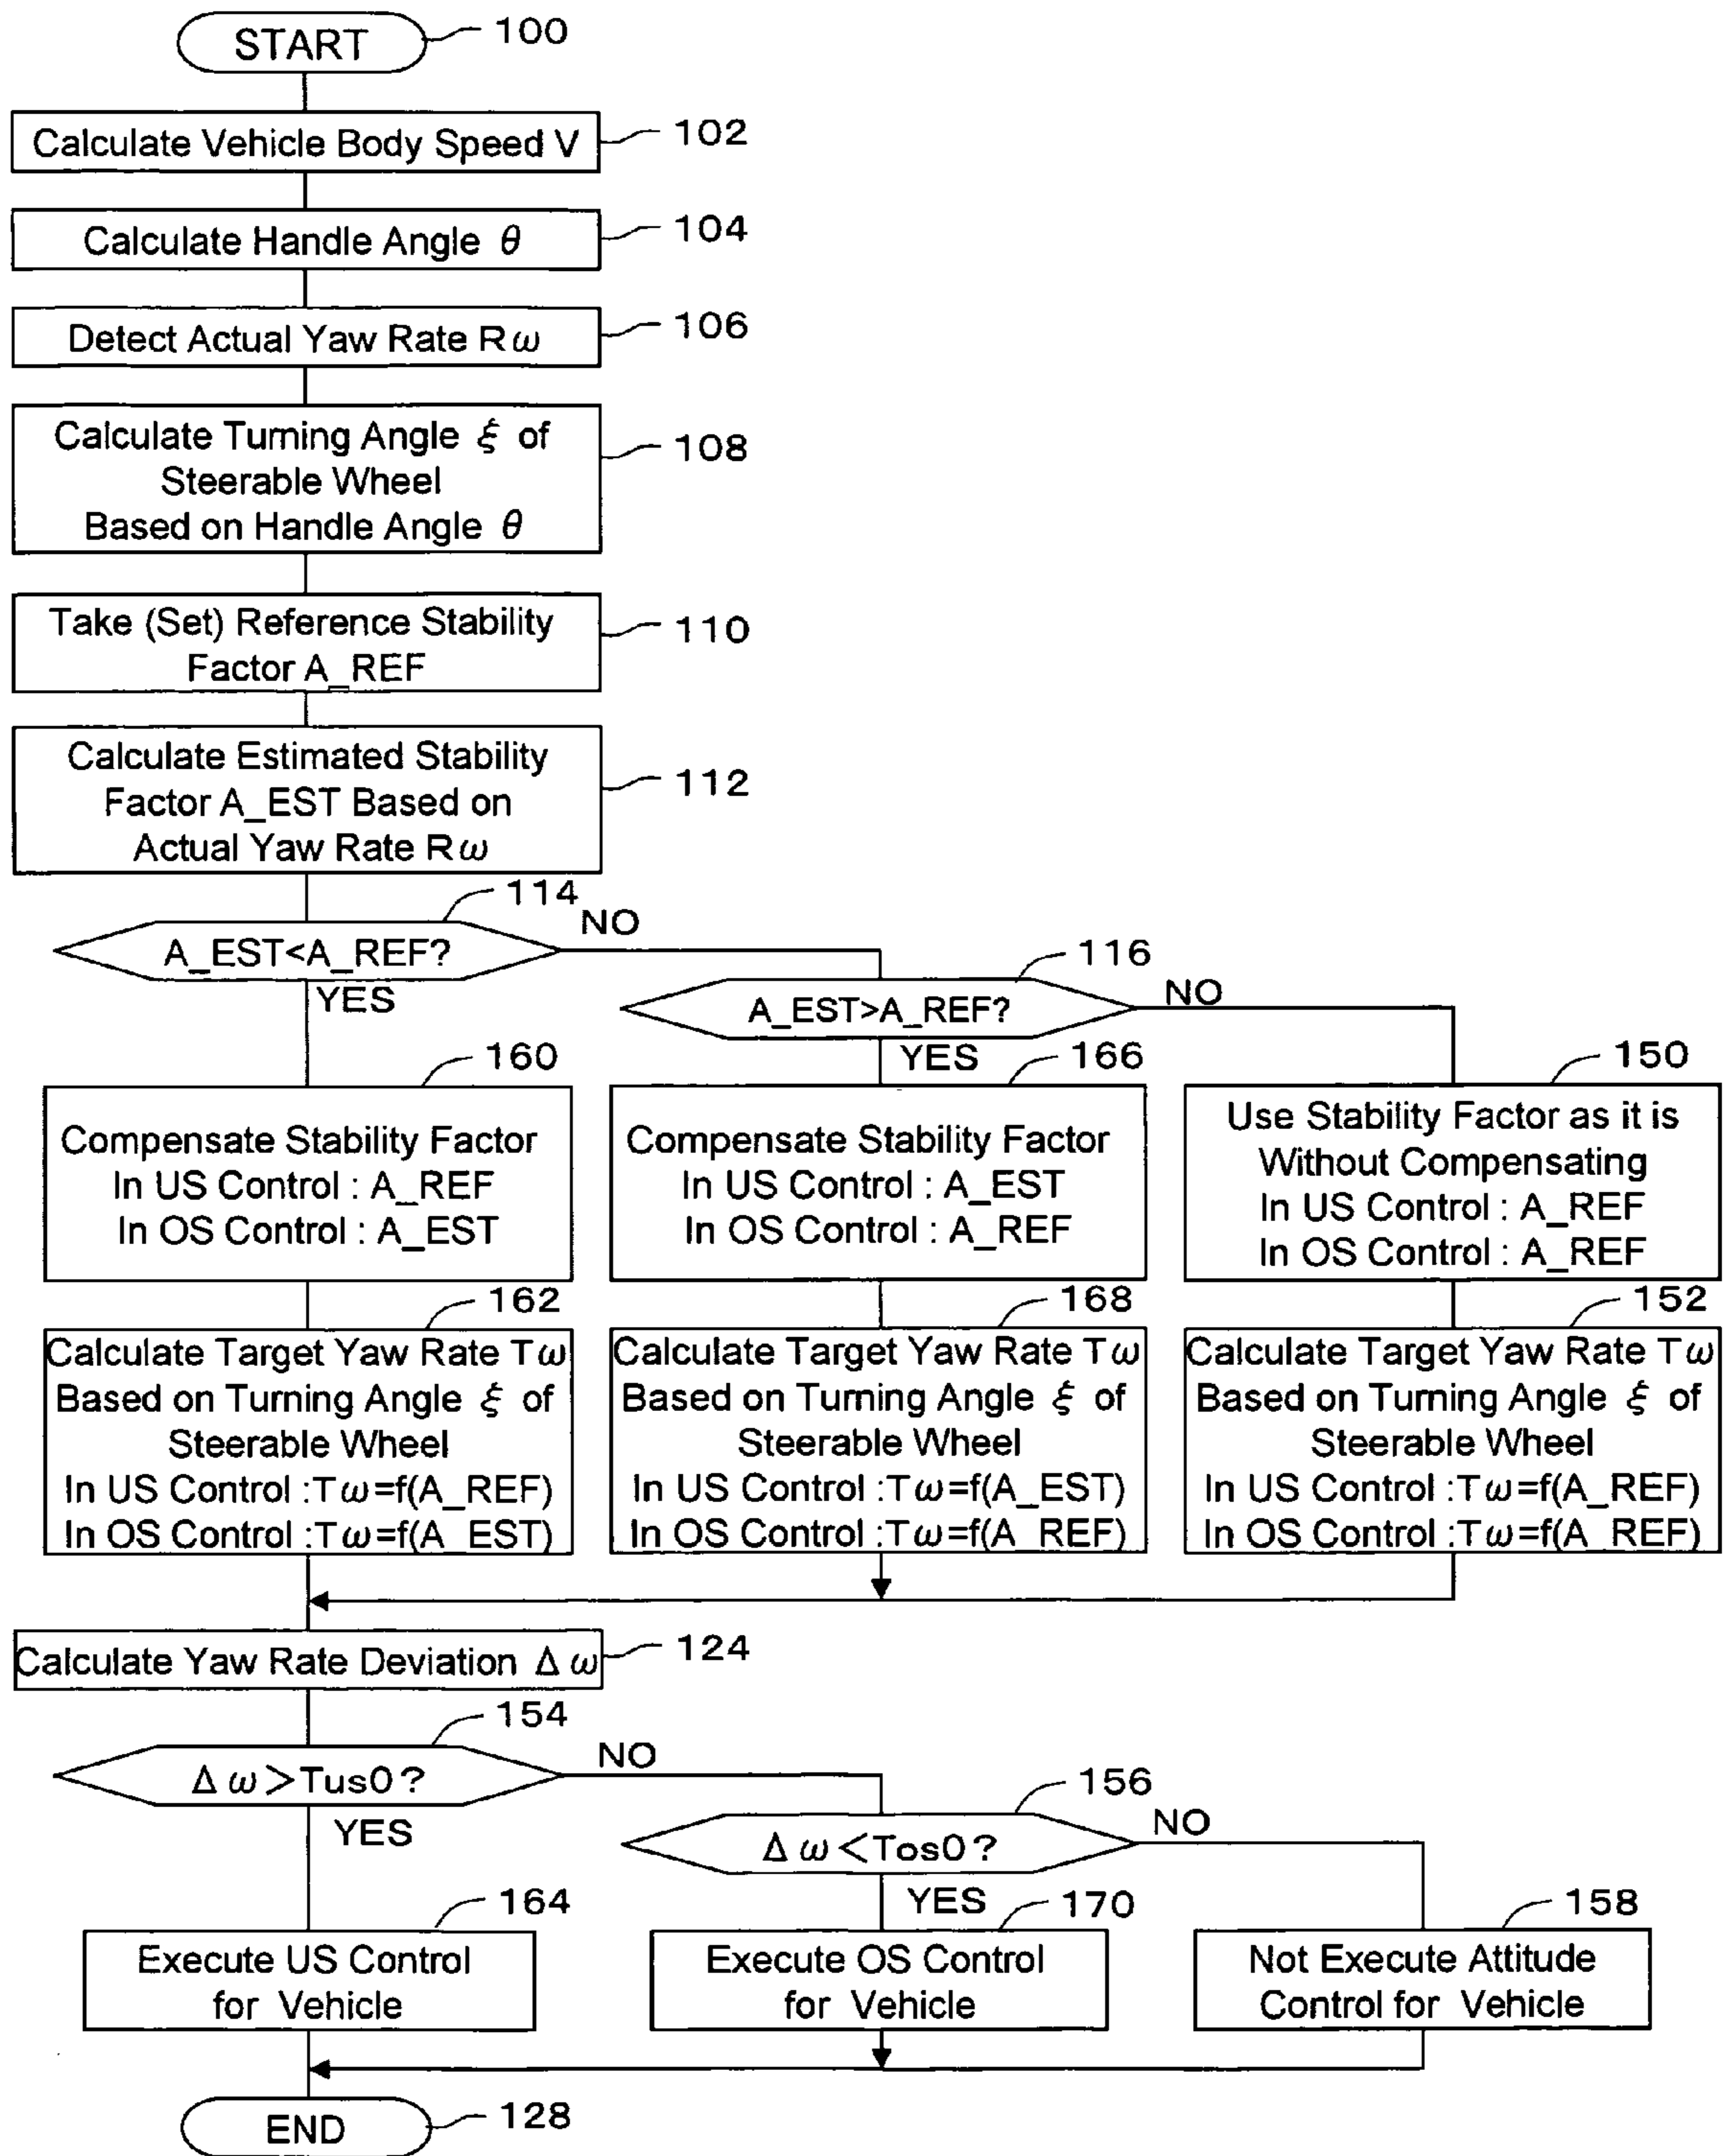 START
100
Calculate Vehicle Body Speed V
102
Calculate Handle Angle θ
104
Detect Actual Yaw Rate Rω
106
Calculate Turning Angle ξ of
Steerable Wheel
Based on Handle Angle θ
108
Take (Set) Reference Stability
Factor A_REF
110
Calculate Estimated Stability
Factor A_EST Based on
Actual Yaw Rate Rω
112
114
A_EST<A_REF?
NO
YES
116
A_EST>A_REF?
NO
YES
160
Compensate Stability Factor
In US Control : A_REF
In OS Control : A_EST
166
Compensate Stability Factor
In US Control : A_EST
In OS Control : A_REF
150
Use Stability Factor as it is
Without Compensating
In US Control : A_REF
In OS Control : A_REF
162
Calculate Target Yaw Rate Tω
Based on Turning Angle ξ of
Steerable Wheel
In US Control :Tω=f(A_REF)
In OS Control :Tω=f(A_EST)
168
Calculate Target Yaw Rate Tω
Based on Turning Angle ξ of
Steerable Wheel
In US Control :Tω=f(A_EST)
In OS Control :Tω=f(A_REF)
152
Calculate Target Yaw Rate Tω
Based on Turning Angle ξ of
Steerable Wheel
In US Control :Tω=f(A_REF)
In OS Control :Tω=f(A_REF)
Calculate Yaw Rate Deviation Δω
124
154
Δω>Tus0?
NO
YES
156
Δω<Tos0?
NO
YES
164
Execute US Control
for Vehicle
170
Execute OS Control
for Vehicle
158
Not Execute Attitude
Control for Vehicle
END
128